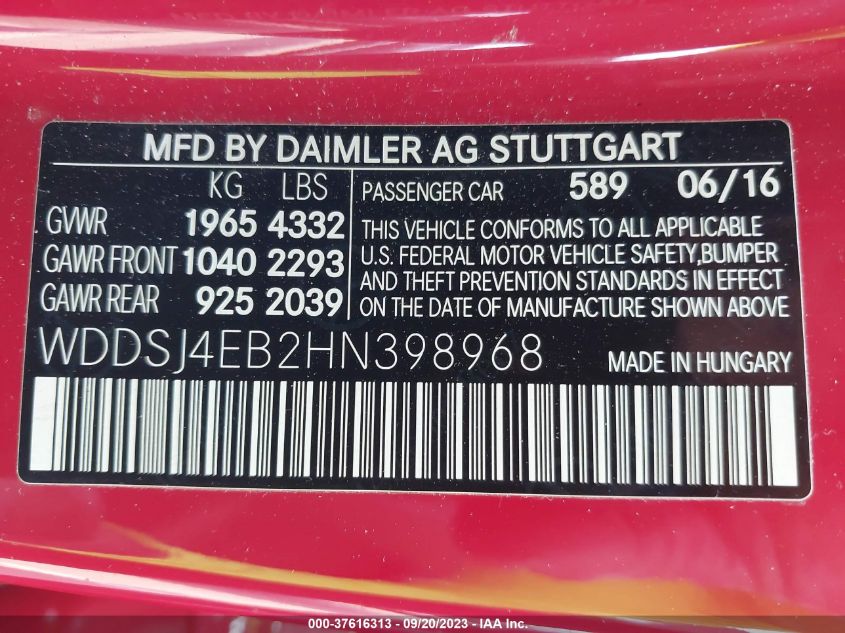 MFD BY DAIMLER AG STUTTGART
KG LBS
GVWR 1965 4332
GAWR FRONT 1040 2293
GAWR REAR 925 2039
PASSENGER CAR 589 06/16
THIS VEHICLE CONFORMS TO ALL APPLICABLE
U.S. FEDERAL MOTOR VEHICLE SAFETY,BUMPER
AND THEFT PREVENTION STANDARDS IN EFFECT
ON THE DATE OF MANUFACTURE SHOWN ABOVE
WDDSJ4EB2HN398968 MADE IN HUNGARY
000-37616313 - 09/20/2023 - IAA Inc.